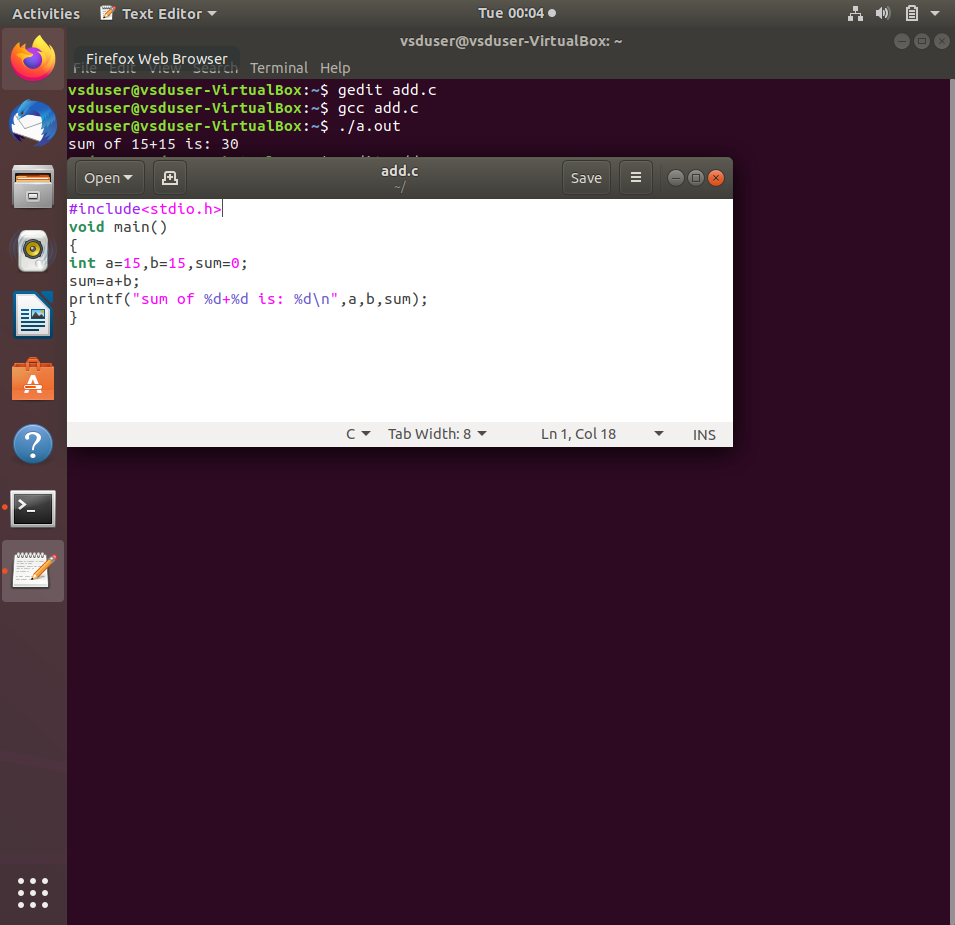 Activities Text Editor Tue 00:04
vsduser@vsduser-VirtualBox: ~
Firefox Web Browser
File Edit View Search Terminal Help
vsduser@vsduser-VirtualBox:~$ gedit add.c
vsduser@vsduser-VirtualBox:~$ gcc add.c
vsduser@vsduser-VirtualBox:~$ ./a.out
sum of 15+15 is: 30
Open add.c Save
~/
#include<stdio.h>
void main()
{
int a=15,b=15,sum=0;
sum=a+b;
printf("sum of %d+%d is: %d\n",a,b,sum);
}
C Tab Width: 8 Ln 1, Col 18 INS